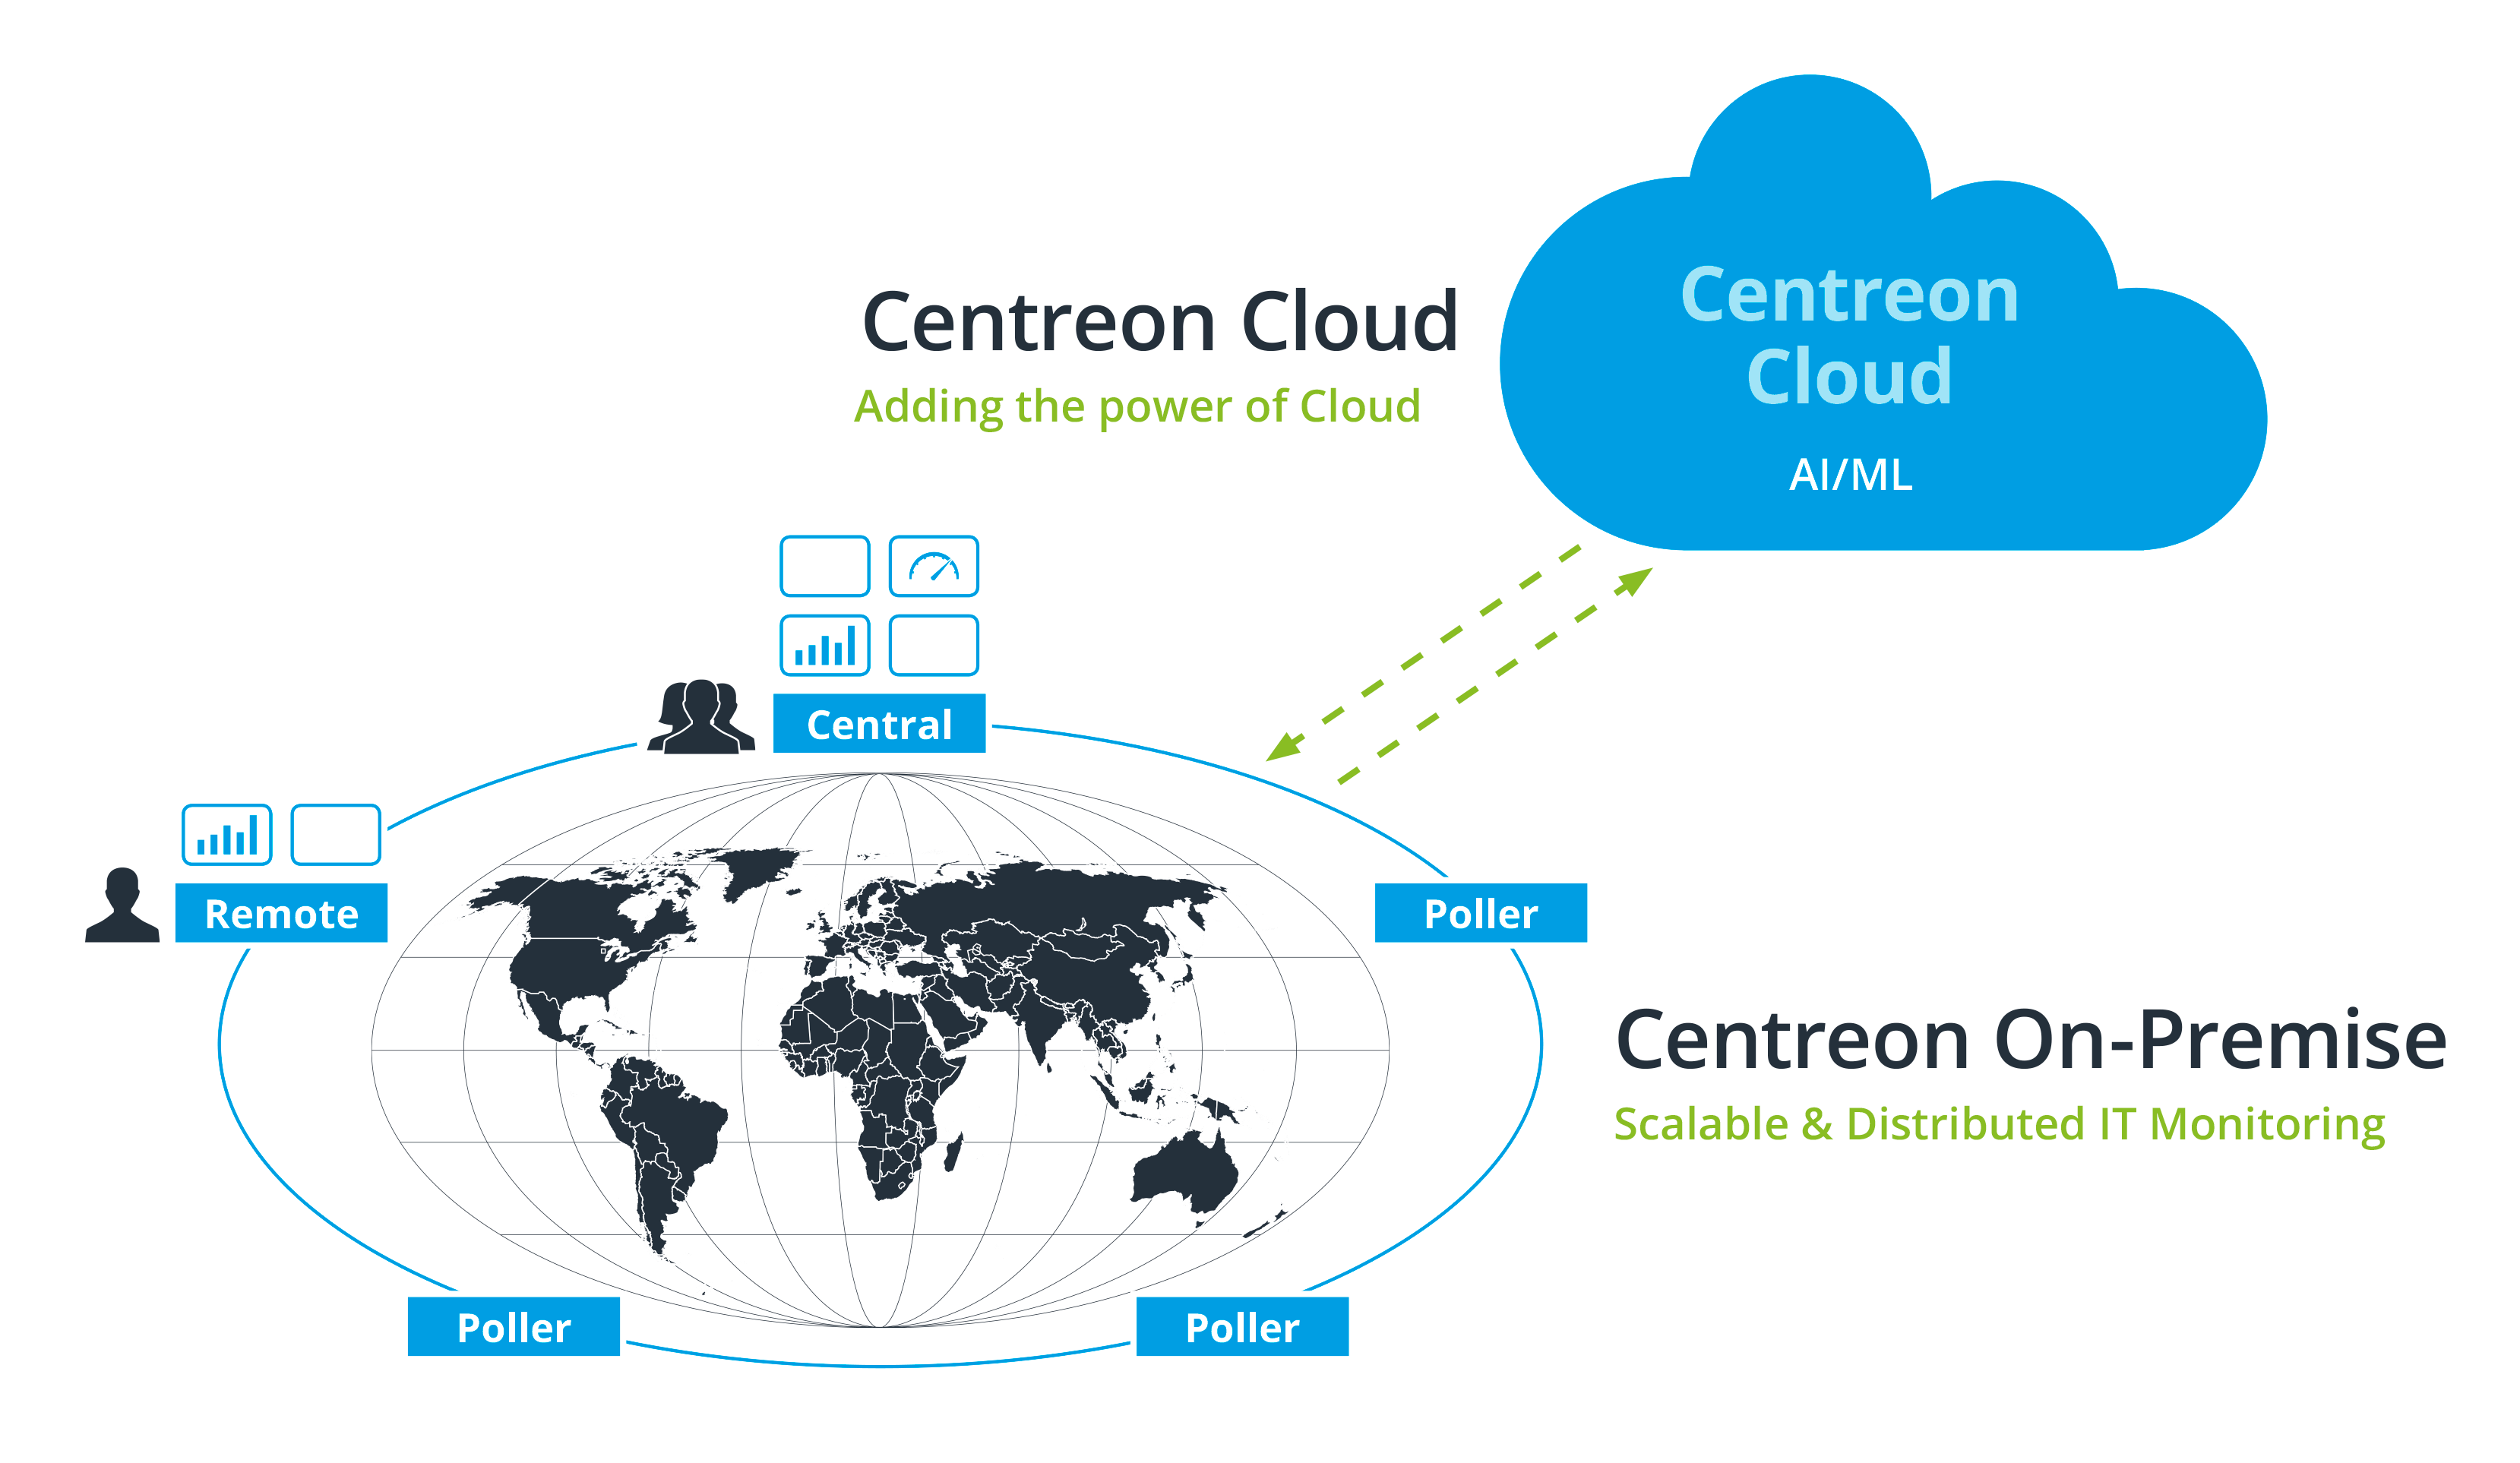 Centreon Cloud
Adding the power of Cloud
Centreon
Cloud
AI/ML
Central
Remote
Poller
Centreon On-Premise
Scalable & Distributed IT Monitoring
Poller
Poller